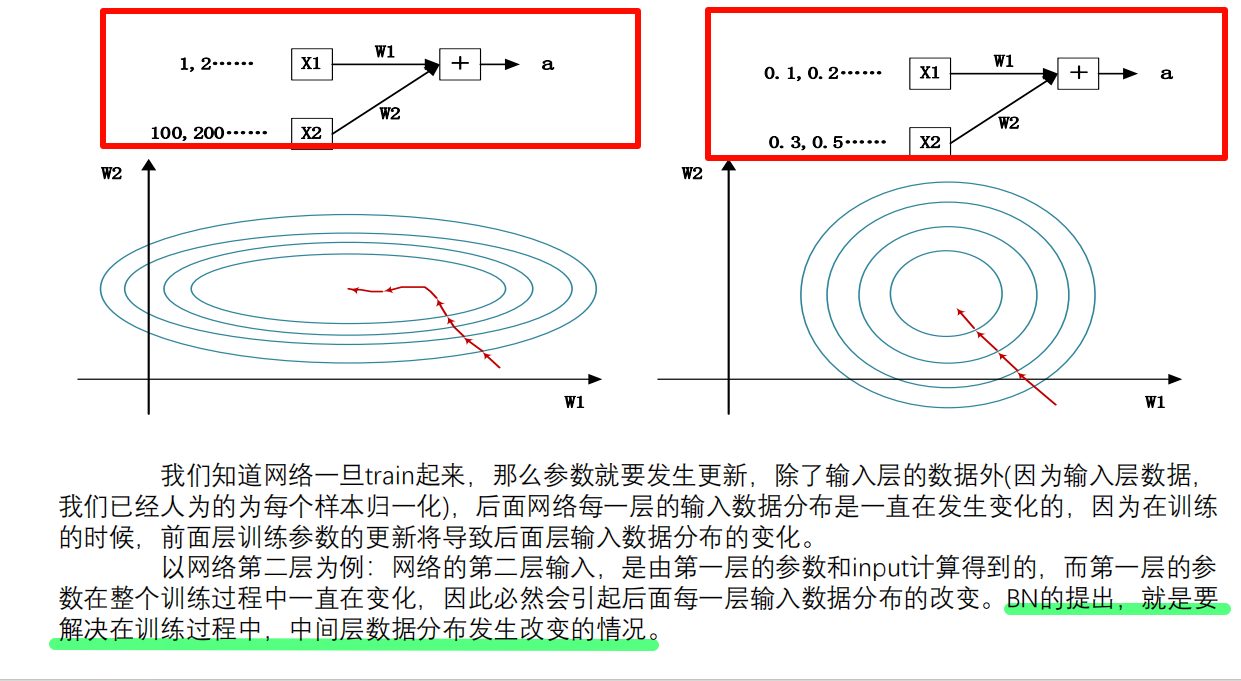 1, 2······ X1 W1 + a
W2
100, 200······ X2
0. 1, 0. 2······ X1 W1 + a
W2
0. 3, 0. 5······ X2
W2
W1
W2
W1
我们知道网络一旦train起来，那么参数就要发生更新，除了输入层的数据外(因为输入层数据，
我们已经人为的为每个样本归一化)，后面网络每一层的输入数据分布是一直在发生变化的，因为在训练
的时候，前面层训练参数的更新将导致后面层输入数据分布的变化。
以网络第二层为例：网络的第二层输入，是由第一层的参数和input计算得到的，而第一层的参
数在整个训练过程中一直在变化，因此必然会引起后面每一层输入数据分布的改变。BN的提出，就是要
解决在训练过程中，中间层数据分布发生改变的情况。